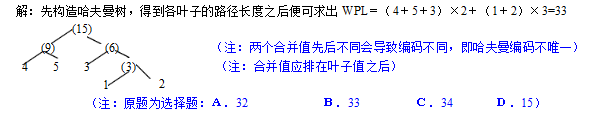 解：先构造哈夫曼树，得到各叶子的路径长度之后便可求出 WPL＝（4＋5＋3）×2＋（1＋2）×3=33
(15)
(9) (6) （注：两个合并值先后不同会导致编码不同，即哈夫曼编码不唯一）
4 5 3 (3) （注：合并值应排在叶子值之后）
1 2
（注：原题为选择题：A．32 B．33 C．34 D．15）